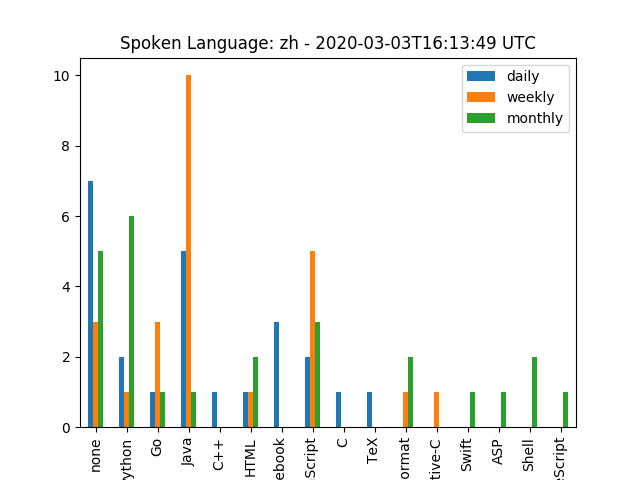 Spoken Language: zh - 2020-03-03T16:13:49 UTC
daily
weekly
monthly
10
8
6
4
2
0
none
ython
Go
Java
C++
HTML
ebook
Script
C
TeX
ormat
tive-C
Swift
ASP
Shell
eScript